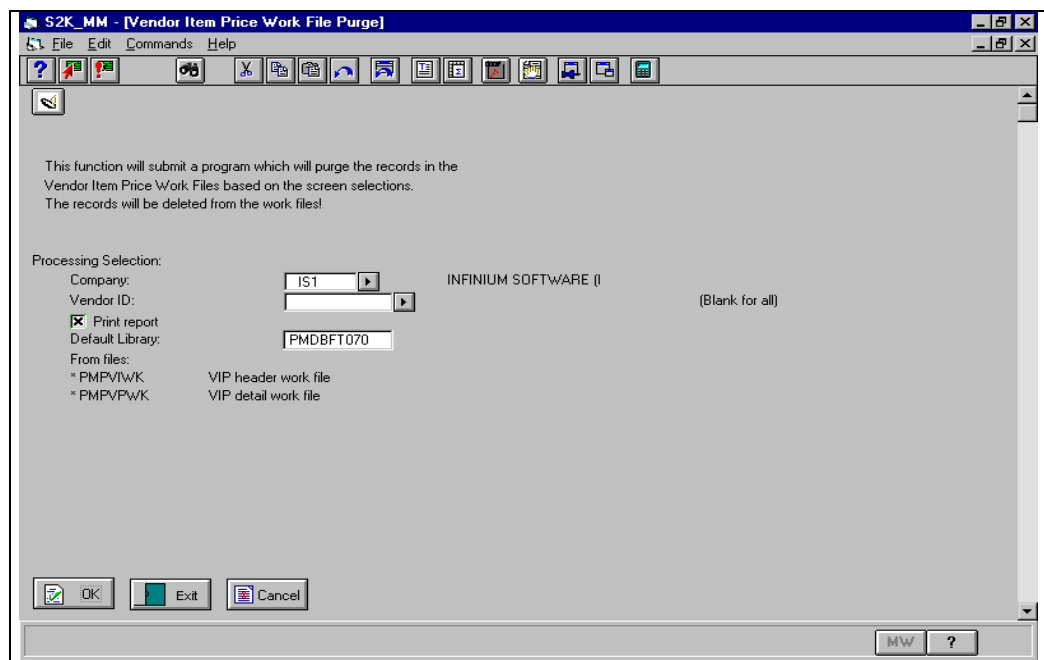 S2K_MM - [Vendor Item Price Work File Purge]
File Edit Commands Help
This function will submit a program which will purge the records in the
Vendor Item Price Work Files based on the screen selections.
The records will be deleted from the work files!
Processing Selection:
Company: IS1 INFINIUM SOFTWARE (I
Vendor ID: (Blank for all)
Print report
Default Library: PMDBFT070
From files:
* PMPVIWK VIP header work file
* PMPVPWK VIP detail work file
OK Exit Cancel
MW ?